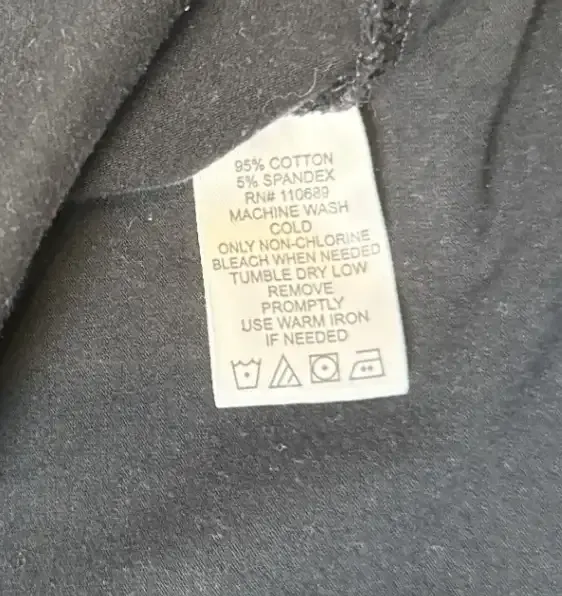 95% COTTON
5% SPANDEX
RN# 110689
MACHINE WASH
COLD
ONLY NON-CHLORINE
BLEACH WHEN NEEDED
TUMBLE DRY LOW
REMOVE
PROMPTLY
USE WARM IRON
IF NEEDED